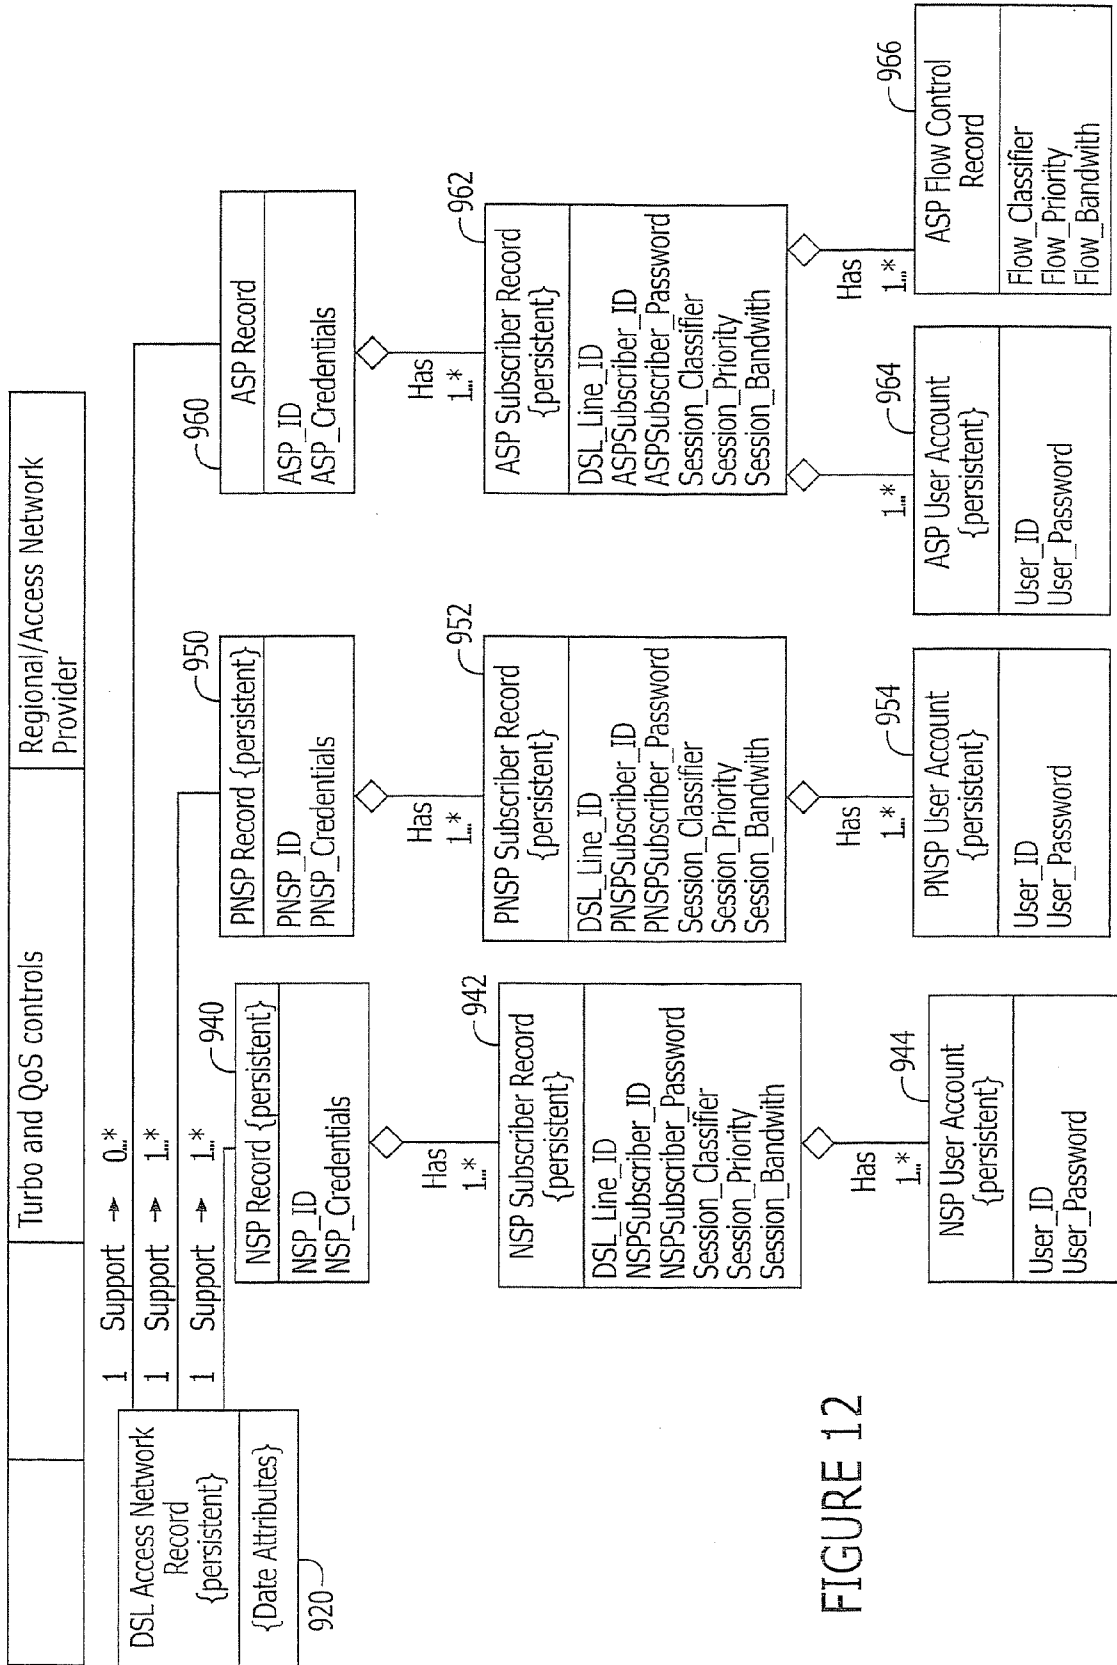 Turbo and QoS controls
Regional/Access Network
Provider
DSL Access Network
Record
{persistent}
{Date Attributes}
920
1 Support → 0...*
1 Support → 1...*
1 Support → 1...*
940
NSP Record {persistent}
NSP_ID
NSP_Credentials
Has
1...*
942
NSP Subscriber Record
{persistent}
DSL_Line_ID
NSPSubscriber_ID
NSPSubscriber_Password
Session_Classifier
Session_Priority
Session_Bandwith
Has
1...*
944
NSP User Account
{persistent}
User_ID
User_Password
950
PNSP Record {persistent}
PNSP_ID
PNSP_Credentials
Has
1...*
952
PNSP Subscriber Record
{persistent}
DSL_Line_ID
PNSPSubscriber_ID
PNSPSubscriber_Password
Session_Classifier
Session_Priority
Session_Bandwith
Has
1...*
954
PNSP User Account
{persistent}
User_ID
User_Password
960
ASP Record
ASP_ID
ASP_Credentials
Has
1...*
962
ASP Subscriber Record
{persistent}
DSL_Line_ID
ASPSubscriber_ID
ASPSubscriber_Password
Session_Classifier
Session_Priority
Session_Bandwith
1...*
964
ASP User Account
{persistent}
User_ID
User_Password
Has
1...*
966
ASP Flow Control
Record
Flow_Classifier
Flow_Priority
Flow_Bandwith
FIGURE 12